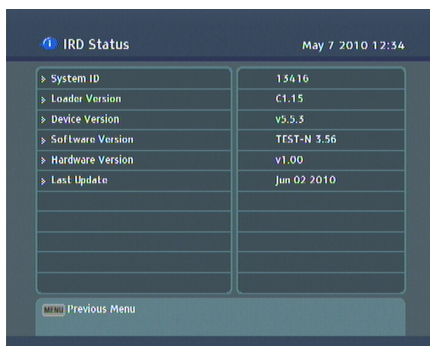 IRD Status May 7 2010 12:34
System ID 13416
Loader Version C1.15
Device Version v5.5.3
Software Version TEST-N 3.56
Hardware Version v1.00
Last Update Jun 02 2010
MENU Previous Menu